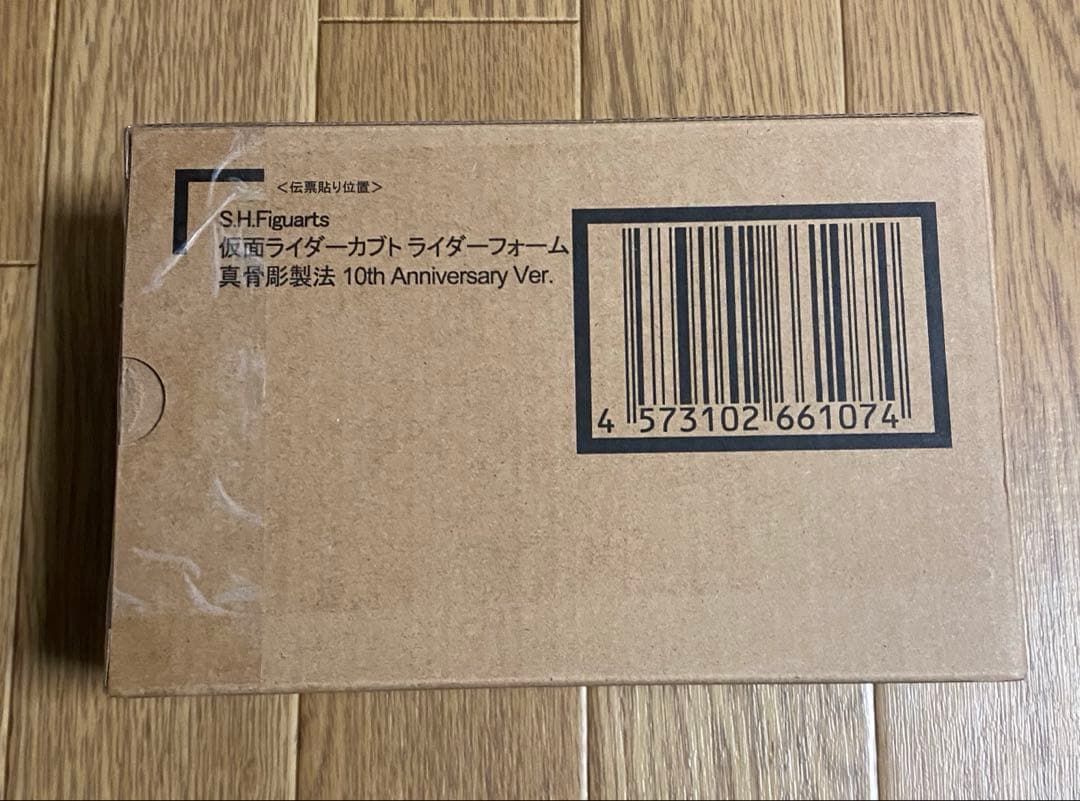 <伝票貼り位置>
S.H.Figuarts
仮面ライダーカブト ライダーフォーム
真骨彫製法 10th Anniversary Ver.
4 573102 661074